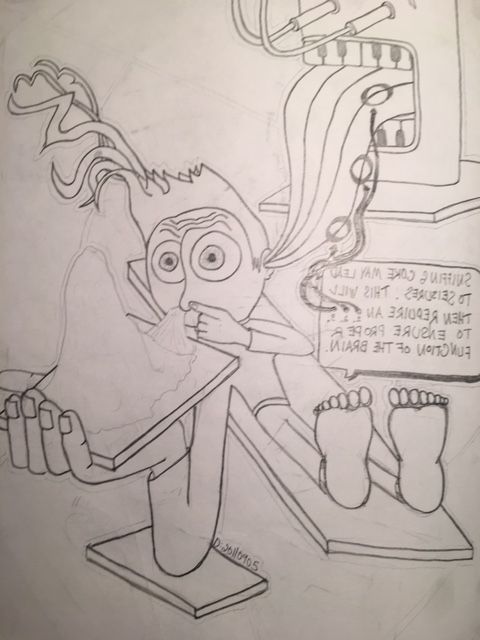 SNIFFING COKE MAY LEAD
TO SEIZURES. THIS WILL
THEN REQUIRE AN
TO ENSURE PROPER
FUNCTION OF THE BRAIN.